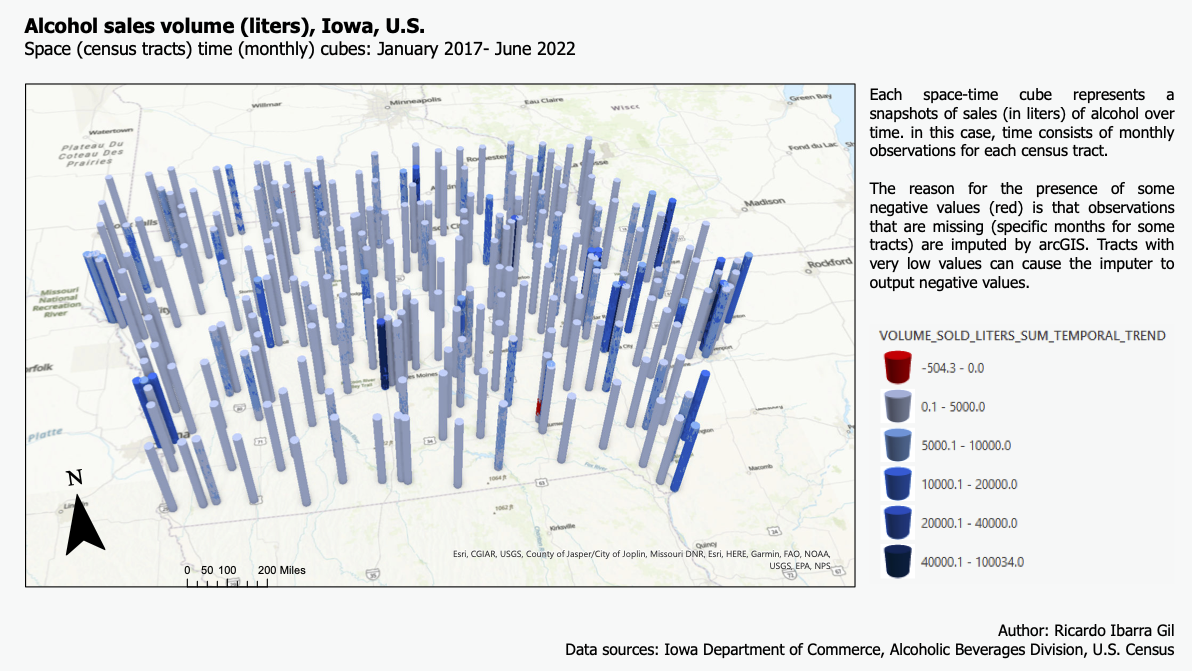 Alcohol sales volume (liters), Iowa, U.S.
Space (census tracts) time (monthly) cubes: January 2017- June 2022
Minneapolis
Eau Claire
Green Bay
Willmar
Wisc
Watertown
Plateau Du
Coteau Des
Prairies
Fond du Lac
Madison
Rockford
Missouri
National
Recreation
River
Platte
Macomb
Kirksville
Quincy
1064 ft
1062 ft
N
0 50 100 200 Miles
Esri, CGIAR, USGS, County of Jasper/City of Joplin, Missouri DNR, Esri, HERE, Garmin, FAO, NOAA,
USGS, EPA, NPS
Each space-time cube represents a
snapshots of sales (in liters) of alcohol over
time. in this case, time consists of monthly
observations for each census tract.
The reason for the presence of some
negative values (red) is that observations
that are missing (specific months for some
tracts) are imputed by arcGIS. Tracts with
very low values can cause the imputer to
output negative values.
VOLUME_SOLD_LITERS_SUM_TEMPORAL_TREND
-504.3 - 0.0
0.1 - 5000.0
5000.1 - 10000.0
10000.1 - 20000.0
20000.1 - 40000.0
40000.1 - 100034.0
Author: Ricardo Ibarra Gil
Data sources: Iowa Department of Commerce, Alcoholic Beverages Division, U.S. Census